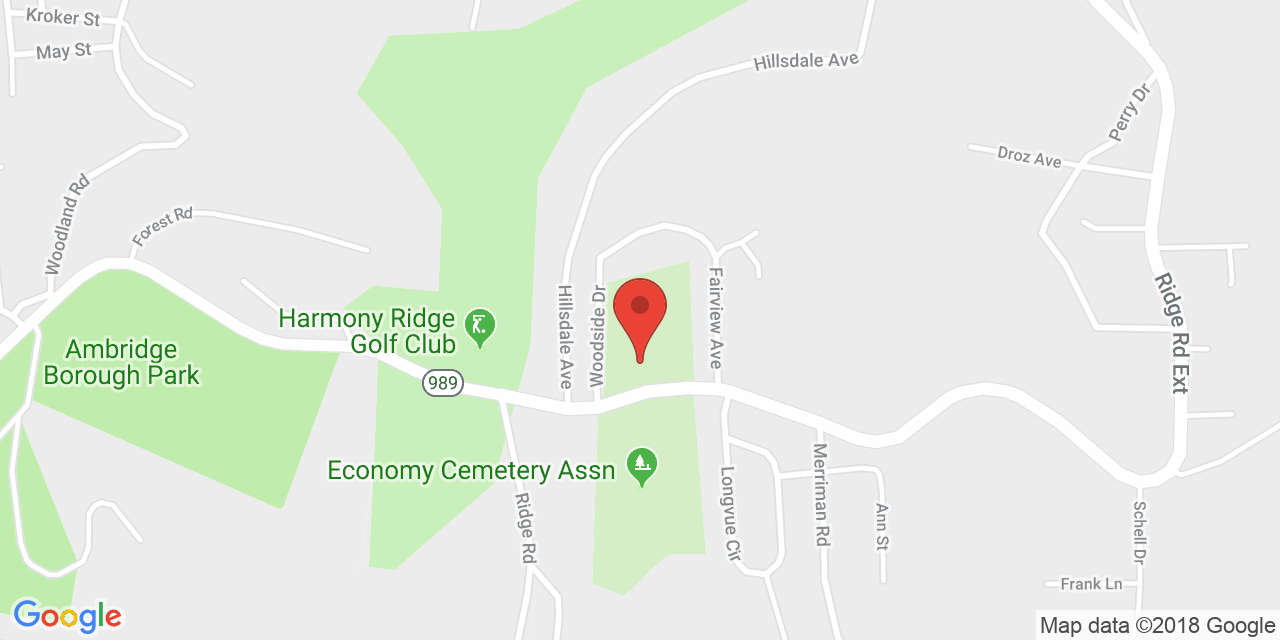 Kroker St
May St
Hillsdale Ave
Perry Dr
Droz Ave
Woodland Rd
Forest Rd
Ridge Rd Ext
Harmony Ridge
Golf Club
Hillsdale Ave
Woodside Dr
Fairview Ave
Ambridge
Borough Park
989
Economy Cemetery Assn
Ridge Rd
Longvue Cir
Merriman Rd
Ann St
Schell Dr
Frank Ln
Google
Map data ©2018 Google